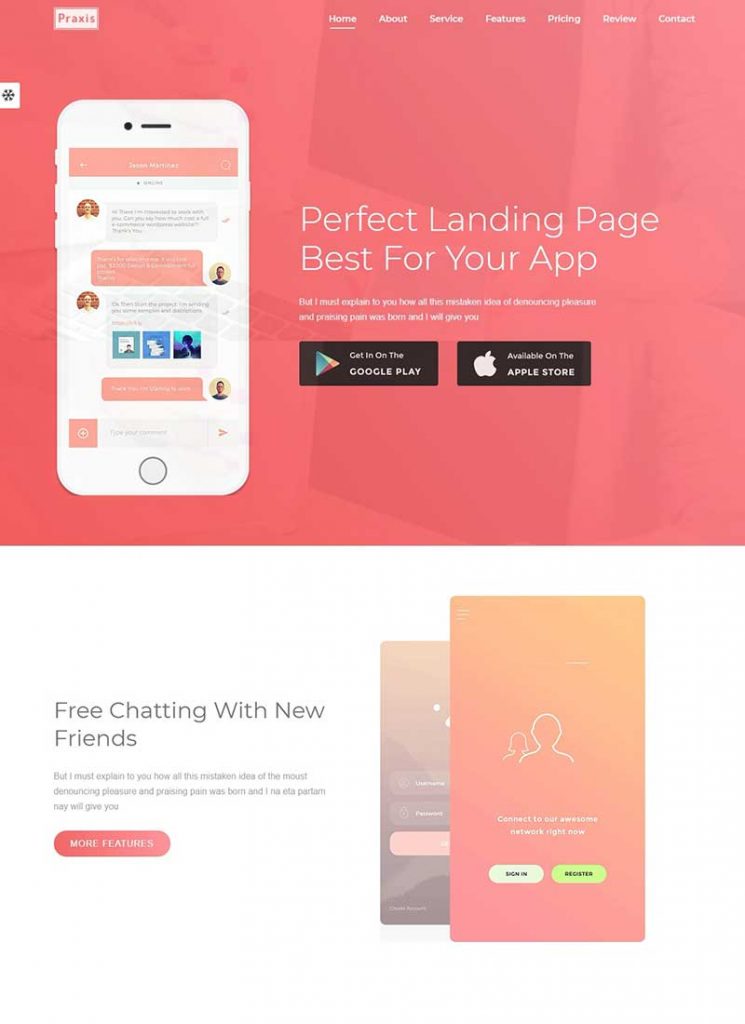 Praxis
Home About Service Features Pricing Review Contact
Jason Martinez
ONLINE
Hi There I'm interested to work with
you. Can you say how much cost a full
e-commerce wordpress website?
Thank's You
Perfect Landing Page
Best For Your App
But I must explain to you how all this mistaken idea of denouncing pleasure
and praising pain was born and I will give you
Get In On The
GOOGLE PLAY
Available On The
APPLE STORE
Ok Then Start the project. I'm sending
you some samples and
Thank You. I'm starting to work
Type your comment
Free Chatting With New
Friends
But I must explain to you how all this mistaken idea of the moust
denouncing pleasure and praising pain was born and I na eta partam
nay will give you
MORE FEATURES
Username
Password
Create Account
Connect to our awesome
network right now
SIGN IN
REGISTER